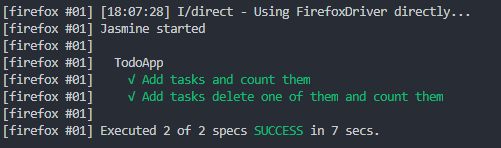 [firefox #01] [18:07:28] I/direct - Using FirefoxDriver directly...
[firefox #01] Jasmine started
[firefox #01]
[firefox #01]   TodoApp
[firefox #01]     √ Add tasks and count them
[firefox #01]     √ Add tasks delete one of them and count them
[firefox #01]
[firefox #01] Executed 2 of 2 specs SUCCESS in 7 secs.